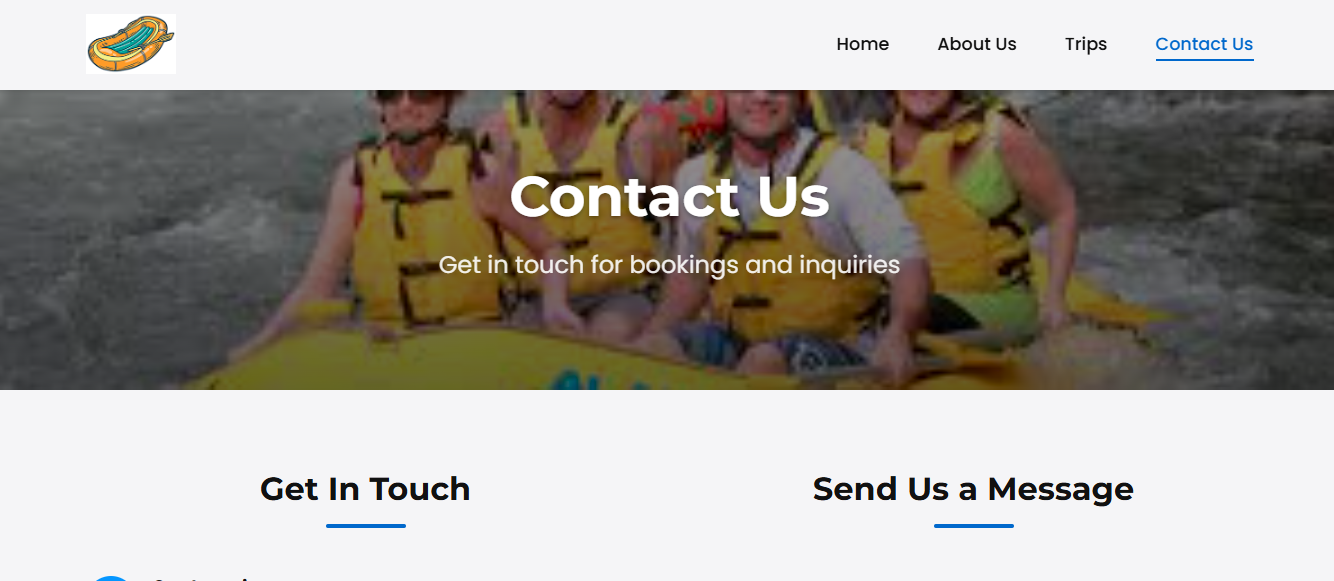 Home
About Us
Trips
Contact Us
Contact Us
Get in touch for bookings and inquiries
Get In Touch
Send Us a Message